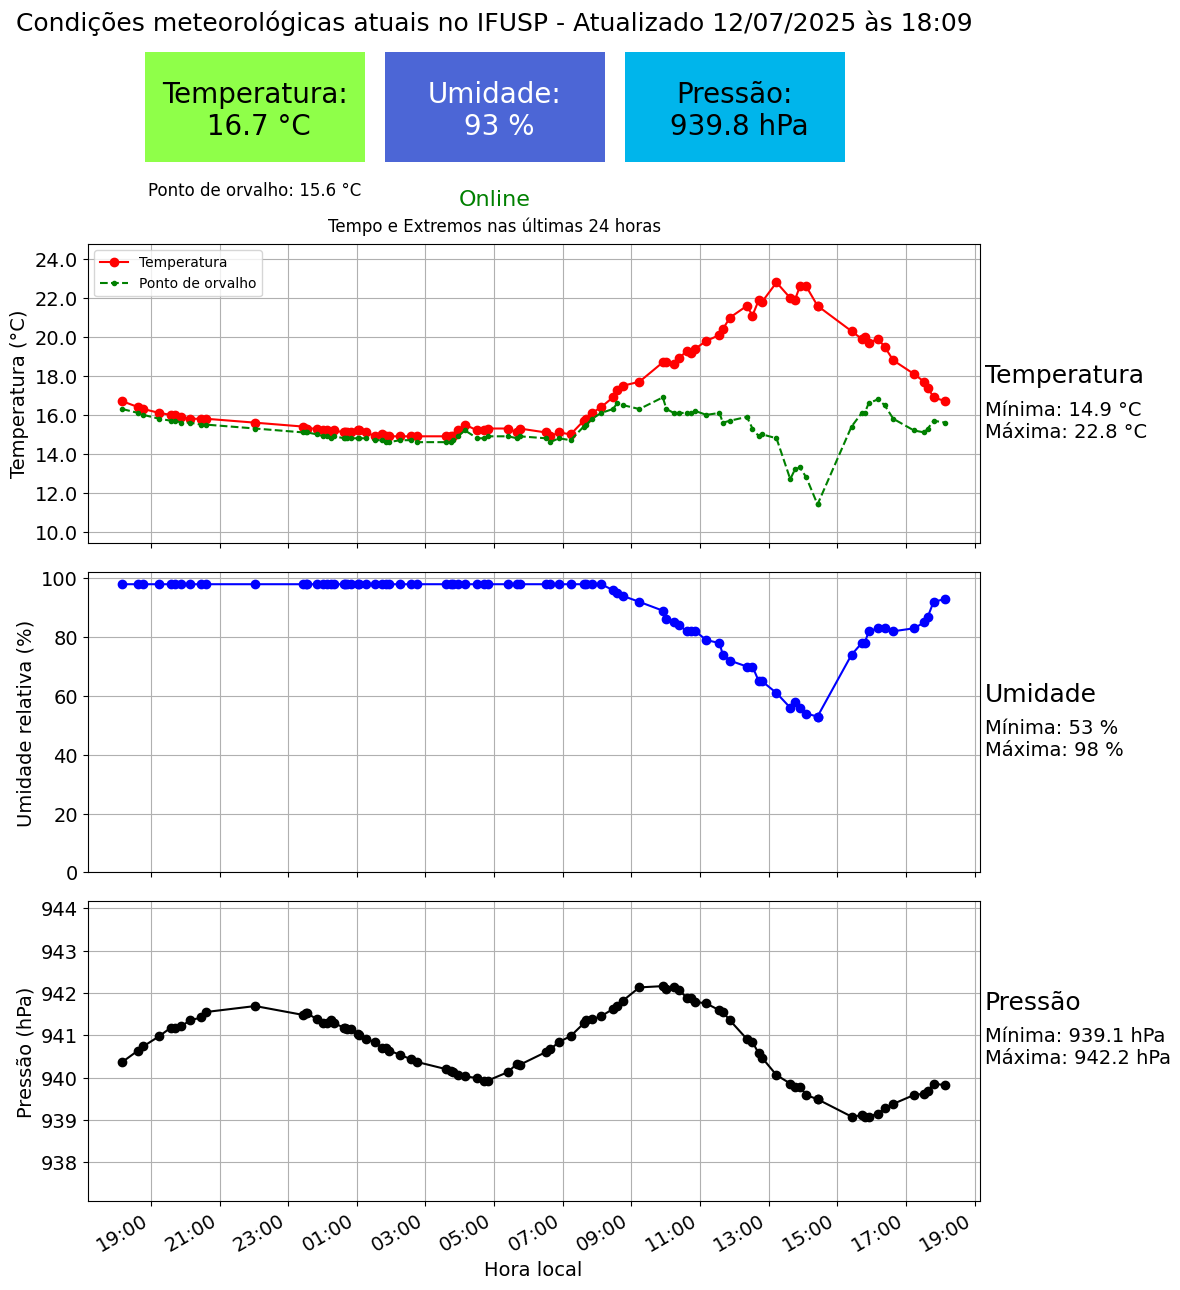 Condições meteorológicas atuais no IFUSP - Atualizado 12/07/2025 às 18:09
Temperatura:
16.7 °C
Umidade:
93 %
Pressão:
939.8 hPa
Ponto de orvalho: 15.6 °C
Online
Tempo e Extremos nas últimas 24 horas
Temperatura
Ponto de orvalho
Temperatura (°C)
24.0
22.0
20.0
18.0
16.0
14.0
12.0
10.0
Temperatura
Mínima: 14.9 °C
Máxima: 22.8 °C
Umidade relativa (%)
100
80
60
40
20
0
Umidade
Mínima: 53 %
Máxima: 98 %
Pressão (hPa)
944
943
942
941
940
939
938
Pressão
Mínima: 939.1 hPa
Máxima: 942.2 hPa
19:00
21:00
23:00
01:00
03:00
05:00
07:00
09:00
11:00
13:00
15:00
17:00
19:00
Hora local